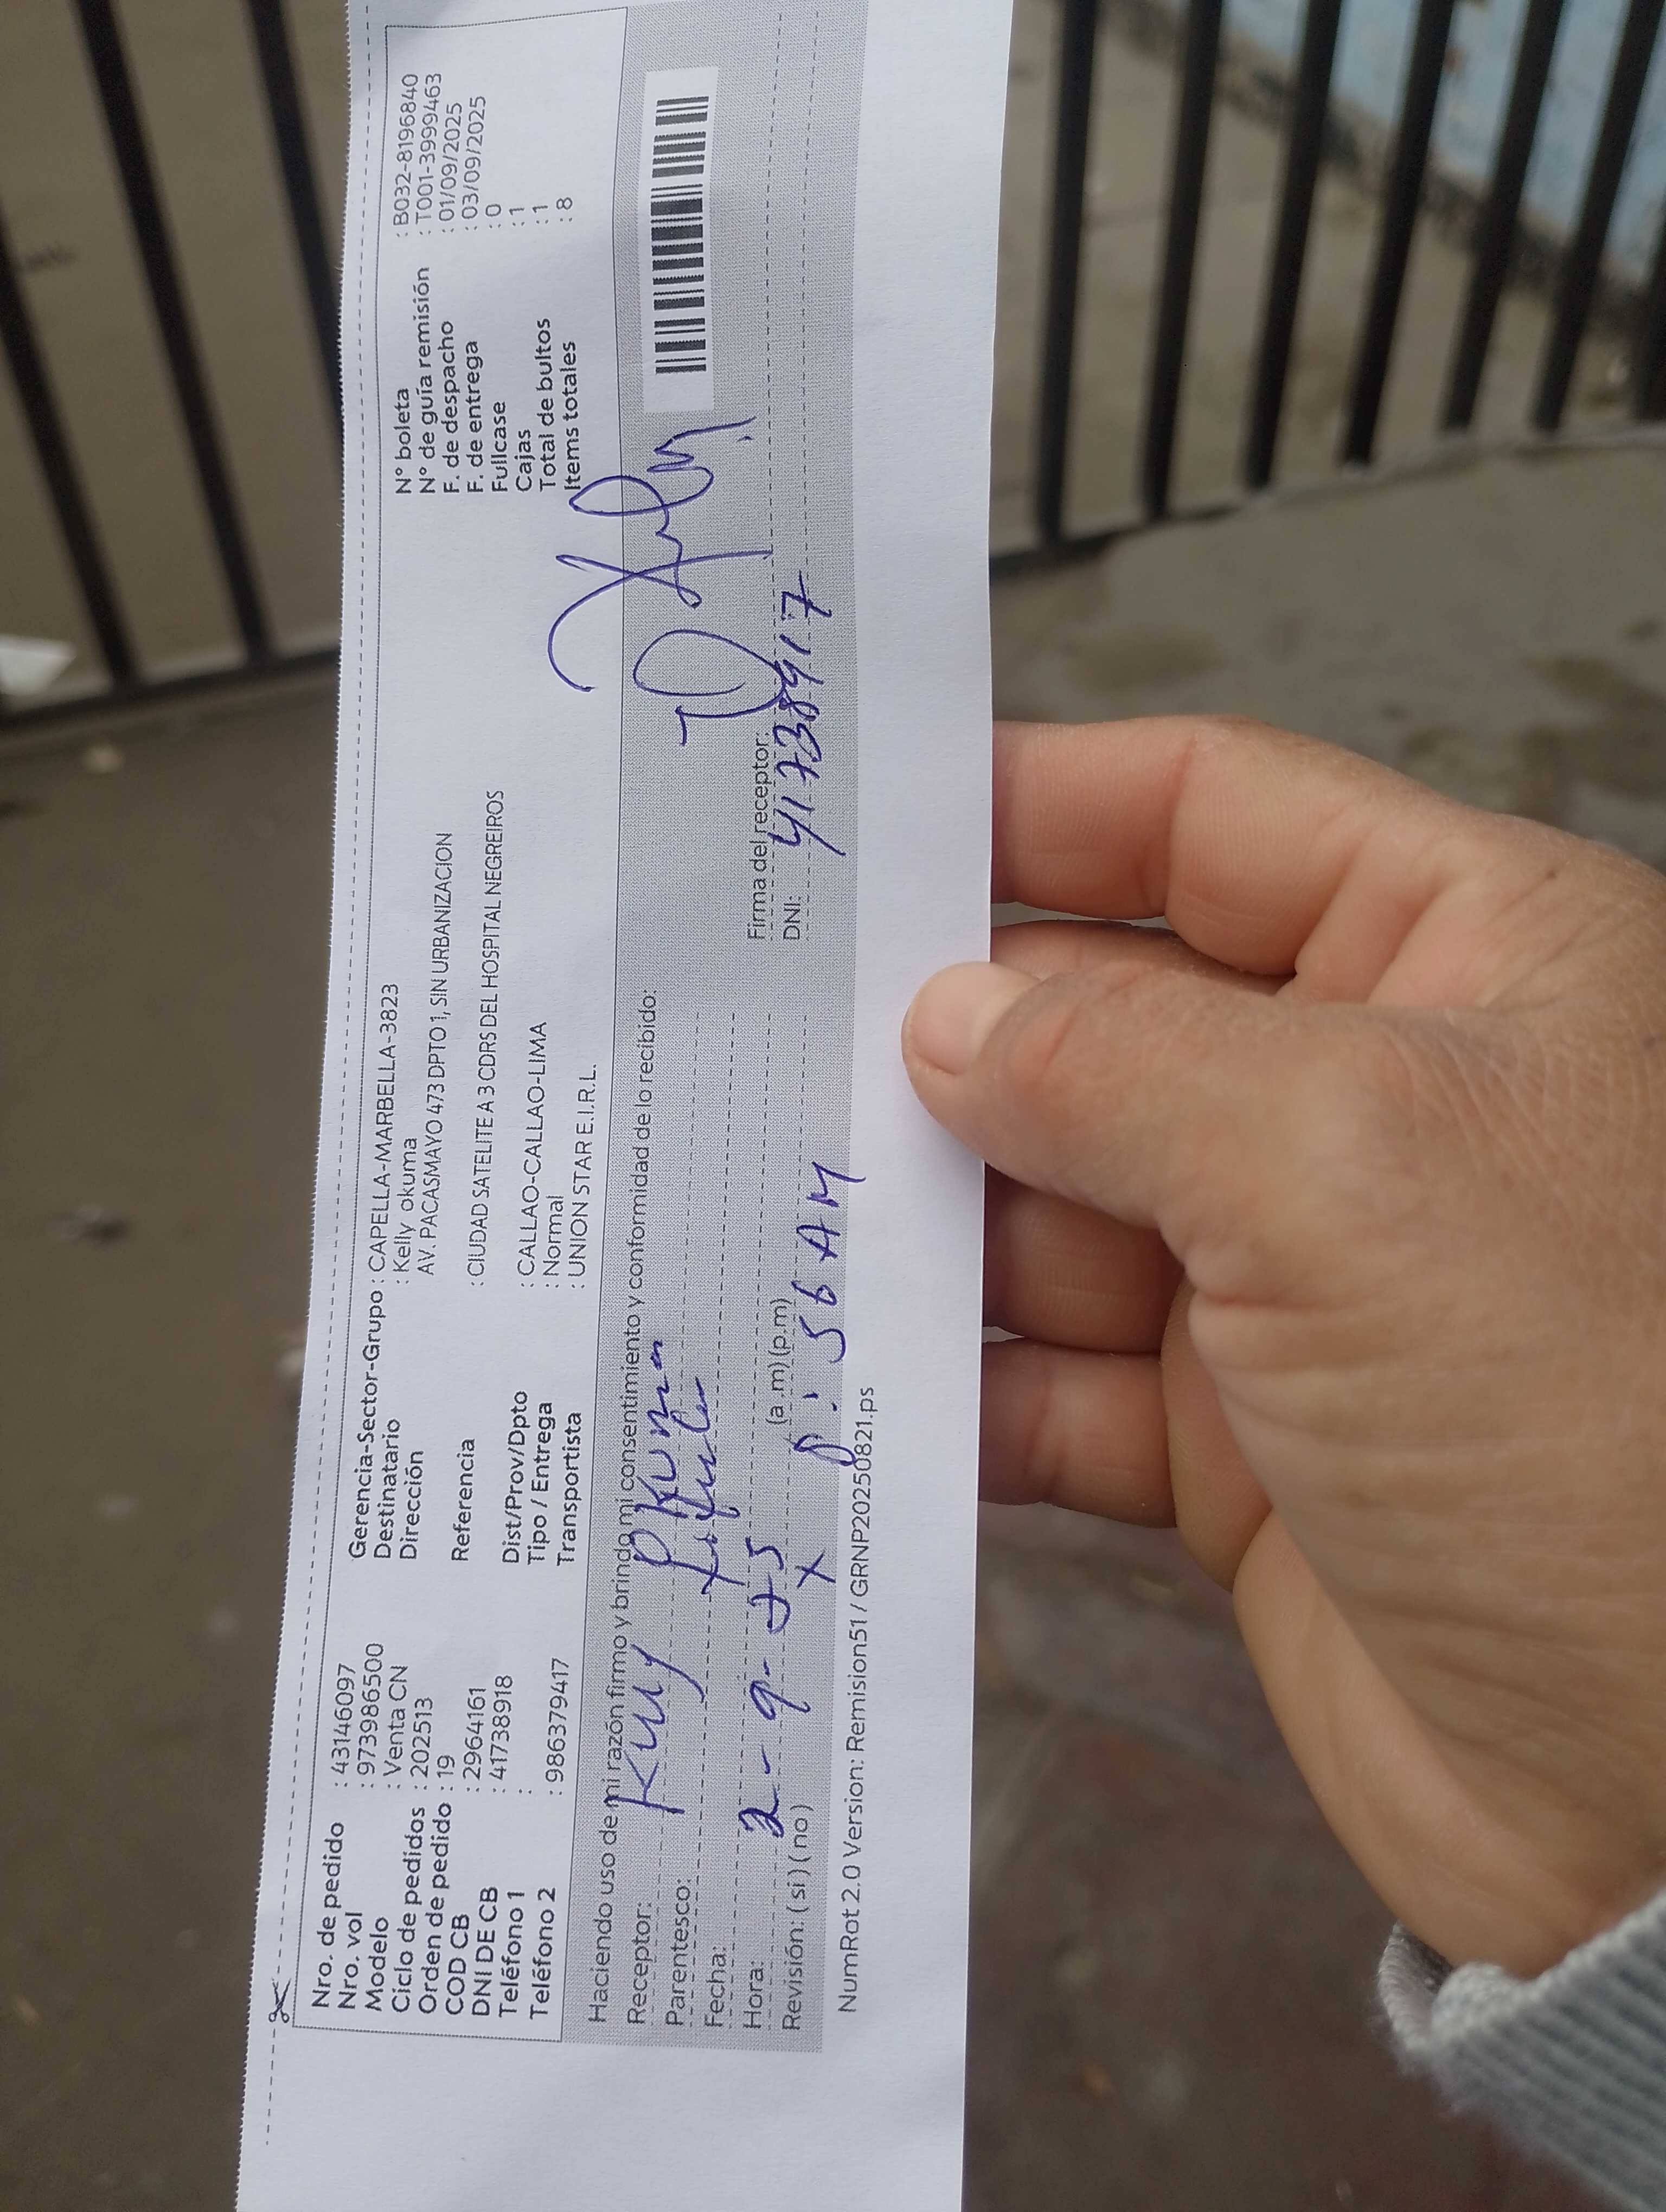 Nro. de pedido : 43146097
Nro. vol : 973986500
Modelo : Venta CN
Ciclo de pedidos : 202513
Orden de pedido : 19
COD CB : 2964161
DNI DE CB : 41738918
Teléfono 1 :
Teléfono 2 : 986379417
Gerencia-Sector-Grupo : CAPELLA-MARBELLA-3823
Destinatario : Kelly okuma
Dirección AV. PACASMAYO 473 DPTO 1, SIN URBANIZACION
Referencia : CIUDAD SATELITE A 3 CDRS DEL HOSPITAL NEGREIROS
Dist/Prov/Dpto : CALLAO-CALLAO-LIMA
Tipo / Entrega : Normal
Transportista : UNION STAR E.I.R.L.
N° boleta : B032-8196840
N° de guía remisión : T001-3999463
F. de despacho : 01/09/2025
F. de entrega : 03/09/2025
Fullcase : 0
Cajas : 1
Total de bultos : 1
Items totales : 8
Haciendo uso de mi razón firmo y brindo mi consentimiento y conformidad de lo recibido:
Receptor: Kelly Okuma
Parentesco: titular
Fecha: 2-9-25
Hora: (a.m) (p.m) : 56 AM
Revisión: (si) (no) X
Firma del receptor:
DNI:
NumRot 2.0 Version: Remision51 / GRNP20250821.ps